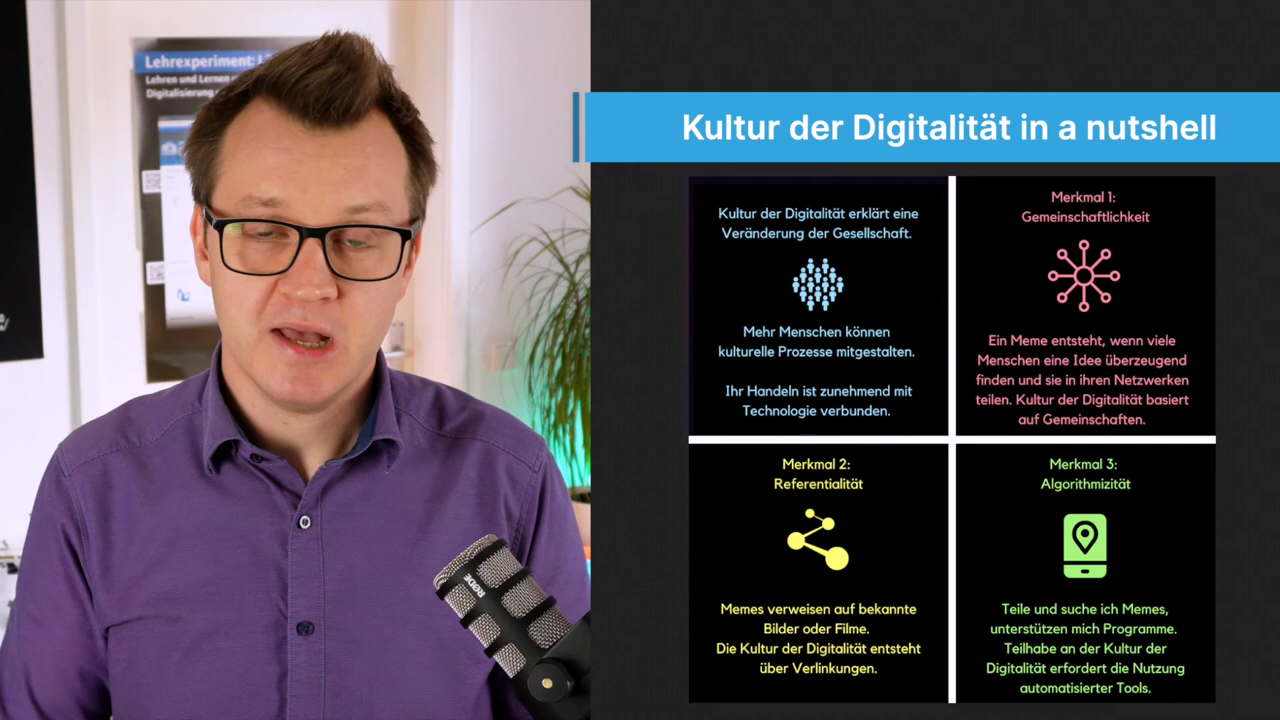 Lehrexperiment:
Lehren und Lernen
Digitalisierung
RØDE
Kultur der Digitalität in a nutshell
Kultur der Digitalität erklärt eine
Veränderung der Gesellschaft.
Mehr Menschen können
kulturelle Prozesse mitgestalten.
Ihr Handeln ist zunehmend mit
Technologie verbunden.
Merkmal 1:
Gemeinschaftlichkeit
Ein Meme entsteht, wenn viele
Menschen eine Idee überzeugend
finden und sie in ihren Netzwerken
teilen. Kultur der Digitalität basiert
auf Gemeinschaften.
Merkmal 2:
Referentialität
Memes verweisen auf bekannte
Bilder oder Filme.
Die Kultur der Digitalität entsteht
über Verlinkungen.
Merkmal 3:
Algorithmizität
Teile und suche ich Memes,
unterstützen mich Programme.
Teilhabe an der Kultur der
Digitalität erfordert die Nutzung
automatisierter Tools.